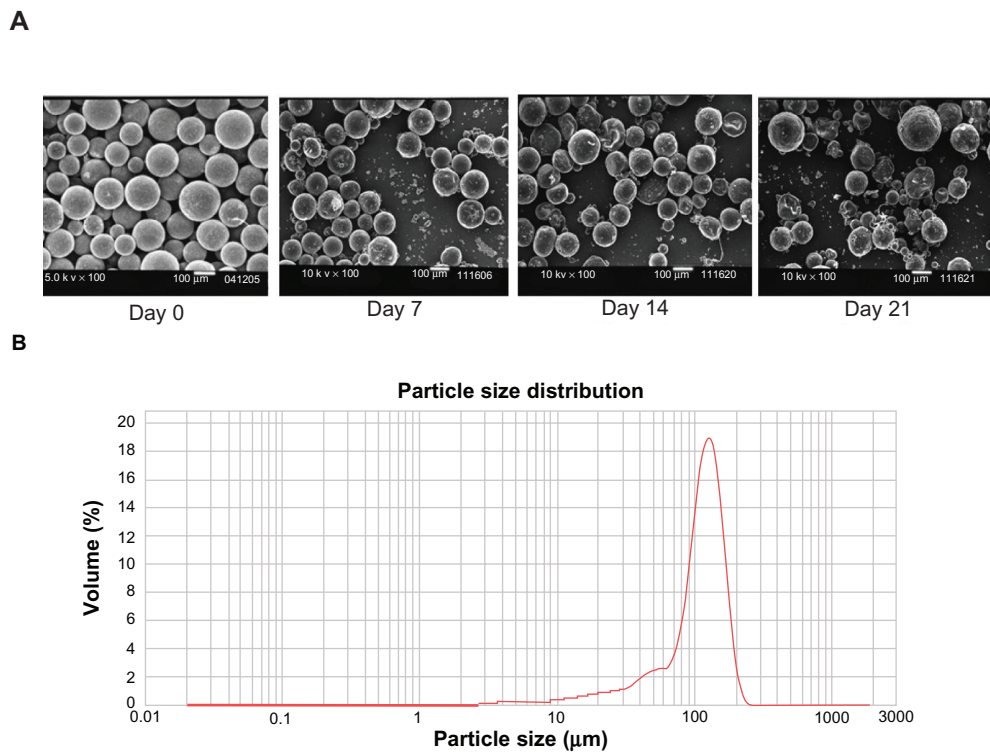 A
5.0 kv × 100 100 μm 041205
10 kv × 100 100 μm 111606
10 kv × 100 100 μm 111620
10 kv × 100 100 μm 111621
Day 0
Day 7
Day 14
Day 21
B
Particle size distribution
Volume (%)
20
18
16
14
12
10
8
6
4
2
0
0.01 0.1 1 10 100 1000 3000
Particle size (μm)